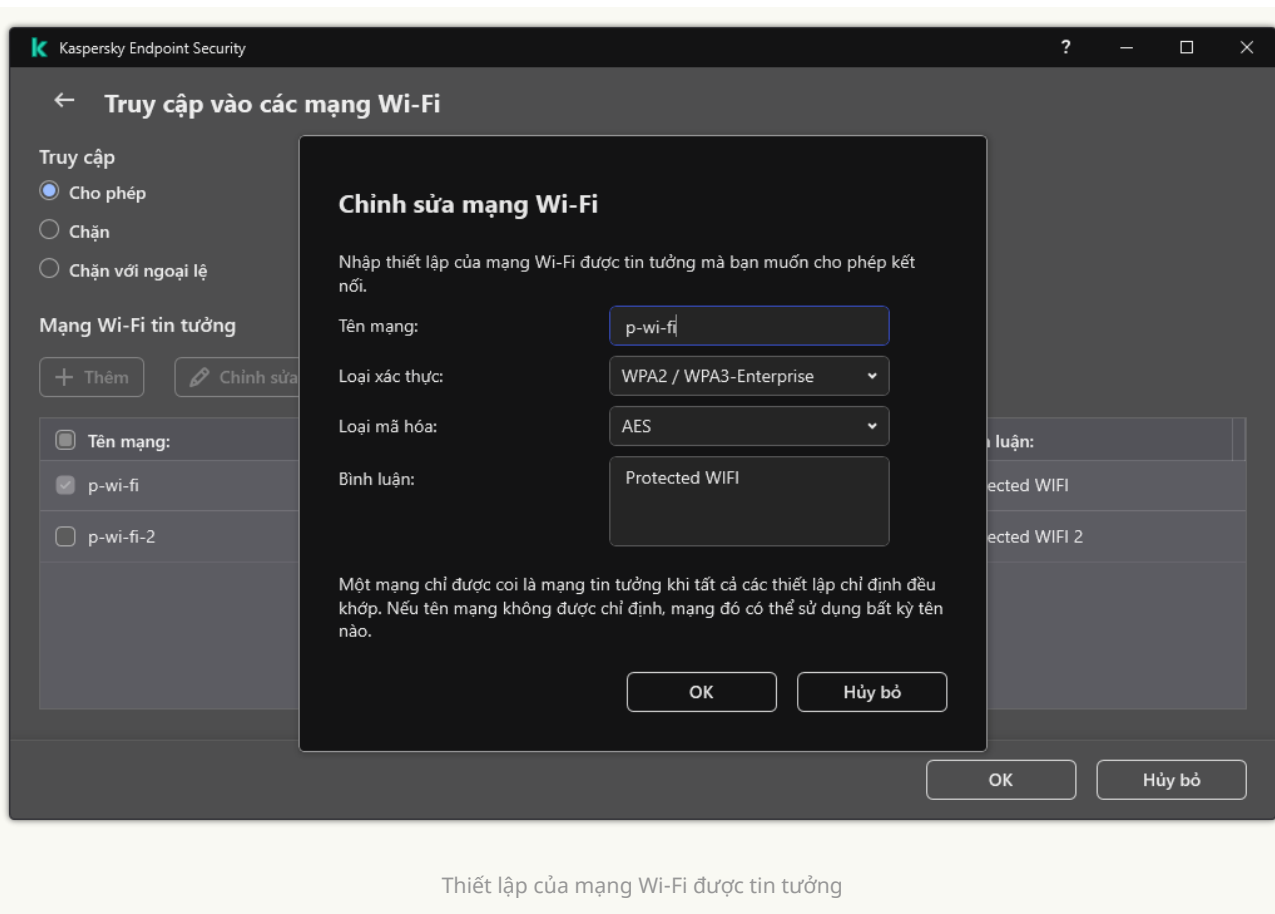 Kaspersky Endpoint Security
?
Truy cập vào các mạng Wi-Fi
Truy cập
Cho phép
Chặn
Chặn với ngoại lệ
Mạng Wi-Fi tin tưởng
Thêm
Chỉnh sửa
Tên mạng:
luận:
p-wi-fi
ected WIFI
p-wi-fi-2
ected WIFI 2
Chỉnh sửa mạng Wi-Fi
Nhập thiết lập của mạng Wi-Fi được tin tưởng mà bạn muốn cho phép kết
nối.
Tên mạng:
p-wi-fi
Loại xác thực:
WPA2 / WPA3-Enterprise
Loại mã hóa:
AES
Bình luận:
Protected WIFI
Một mạng chỉ được coi là mạng tin tưởng khi tất cả các thiết lập chỉ định đều
khớp. Nếu tên mạng không được chỉ định, mạng đó có thể sử dụng bất kỳ tên
nào.
OK
Hủy bỏ
OK
Hủy bỏ
Thiết lập của mạng Wi-Fi được tin tưởng